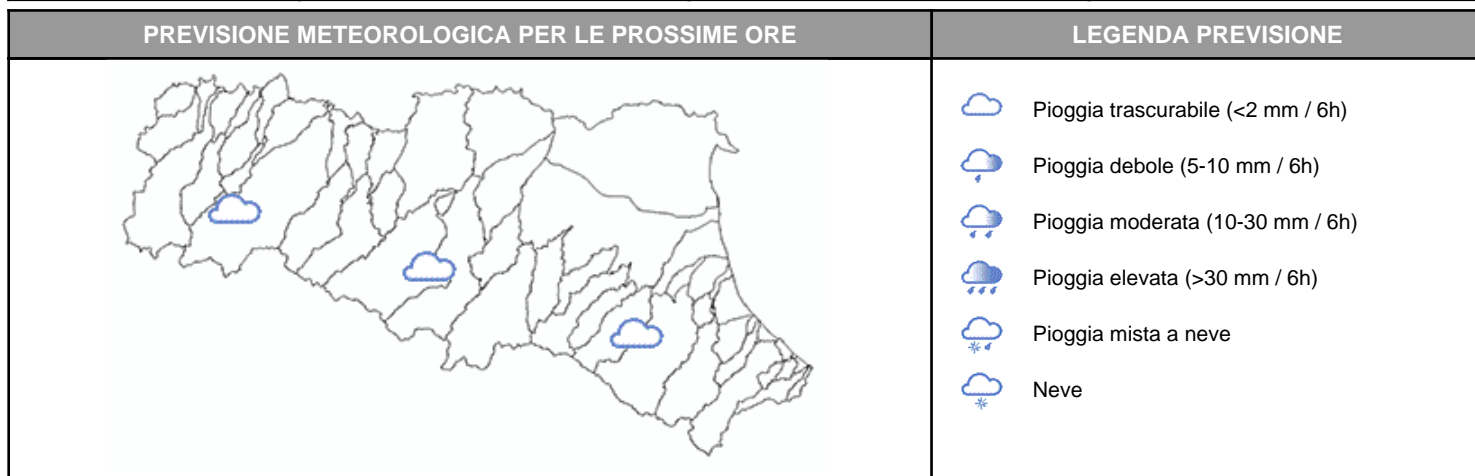 PREVISIONE METEOROLOGICA PER LE PROSSIME ORE
LEGENDA PREVISIONE
Pioggia trascurabile (<2 mm / 6h)
Pioggia debole (5-10 mm / 6h)
Pioggia moderata (10-30 mm / 6h)
Pioggia elevata (>30 mm / 6h)
Pioggia mista a neve
Neve